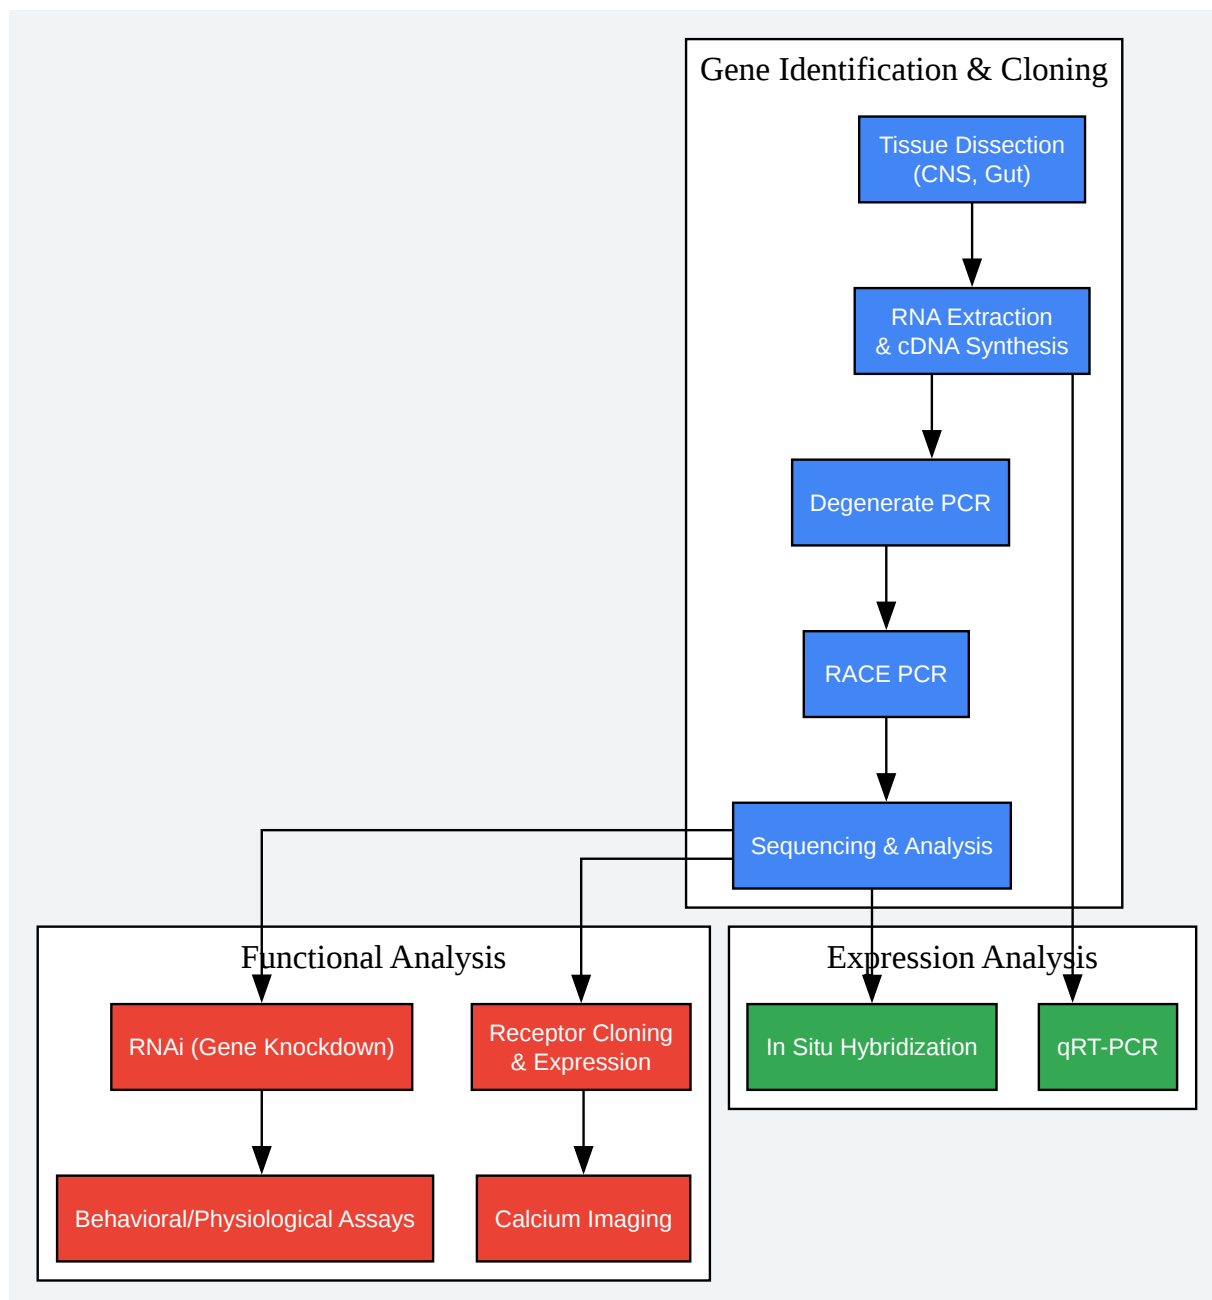 Gene Identification & Cloning
Tissue Dissection
(CNS, Gut)
RNA Extraction
& cDNA Synthesis
Degenerate PCR
RACE PCR
Sequencing & Analysis
Functional Analysis
RNAi (Gene Knockdown)
Receptor Cloning
& Expression
Behavioral/Physiological Assays
Calcium Imaging
Expression Analysis
In Situ Hybridization
qRT-PCR